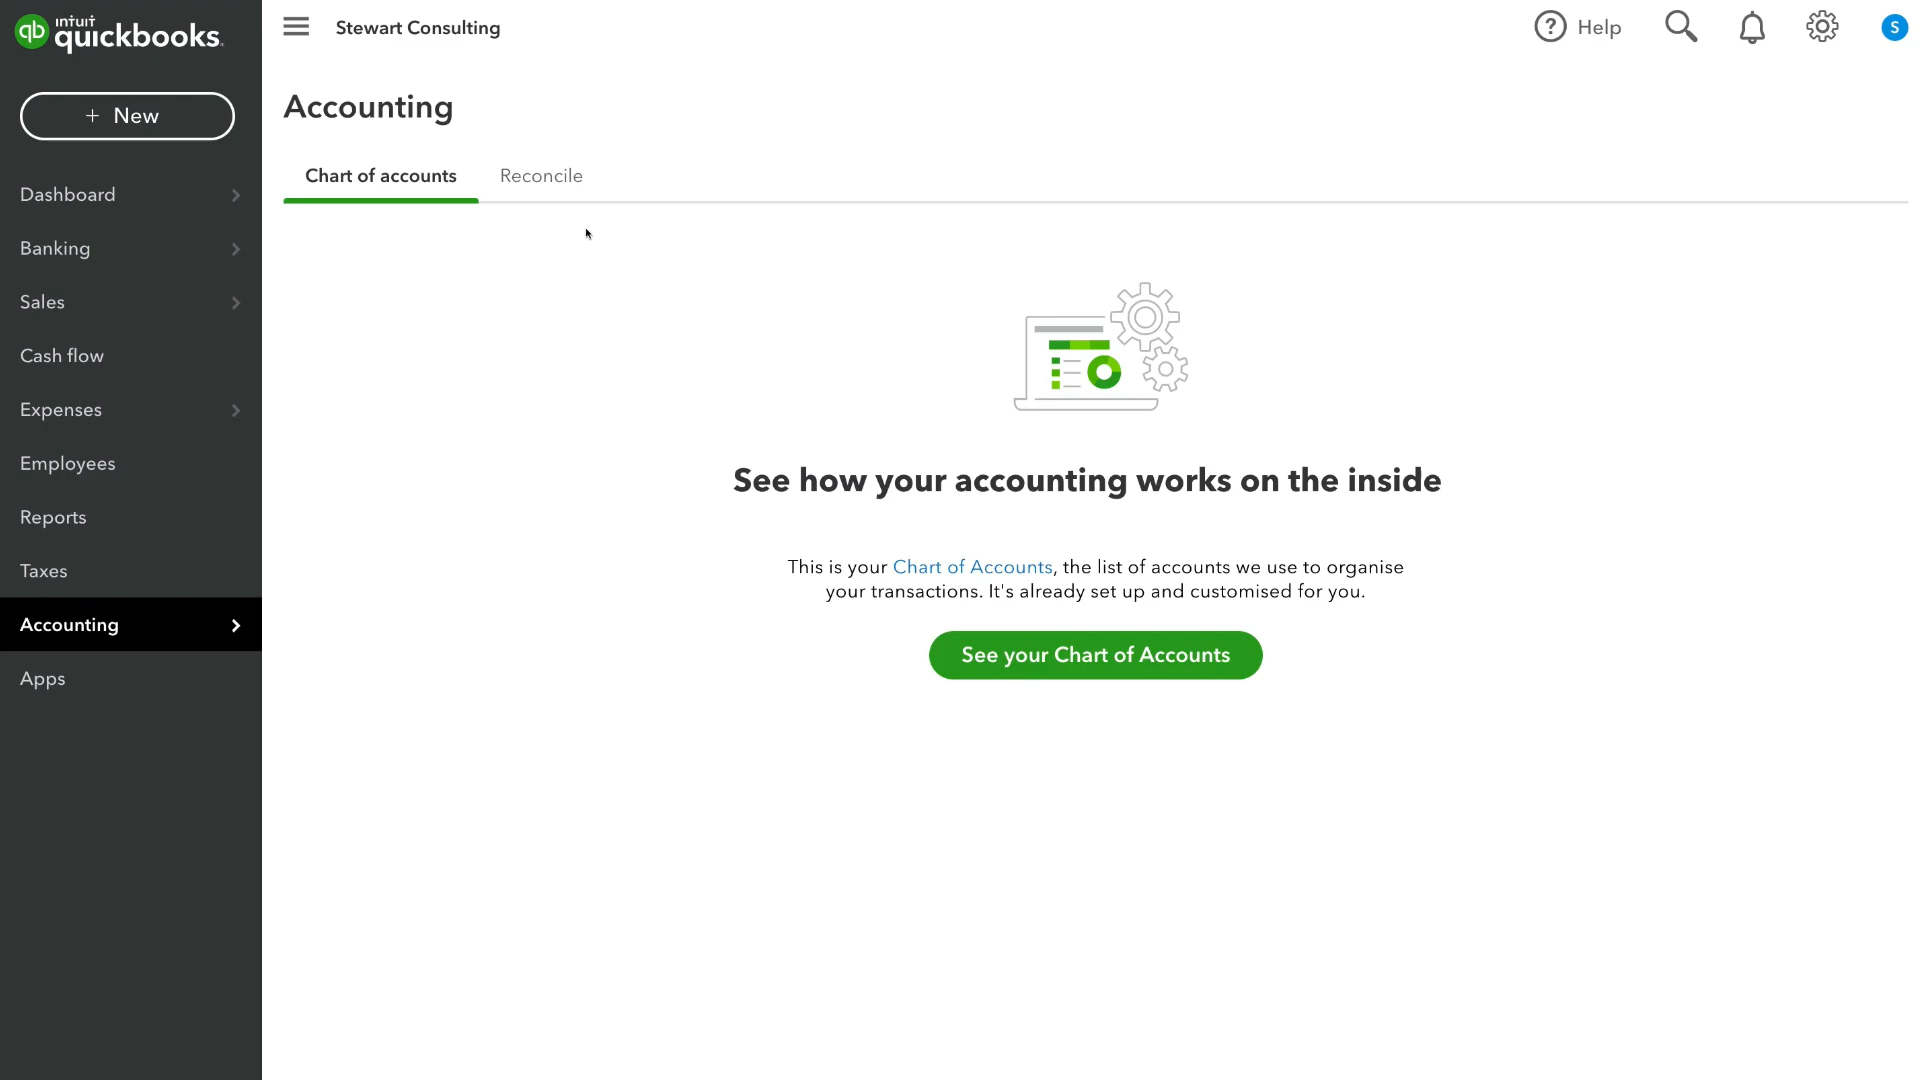 intuit
quickbooks.
Stewart Consulting
Help
S
+ New
Dashboard
Banking
Sales
Cash flow
Expenses
Employees
Reports
Taxes
Accounting
Apps
Accounting
Chart of accounts
Reconcile
See how your accounting works on the inside
This is your Chart of Accounts, the list of accounts we use to organise
your transactions. It's already set up and customised for you.
See your Chart of Accounts